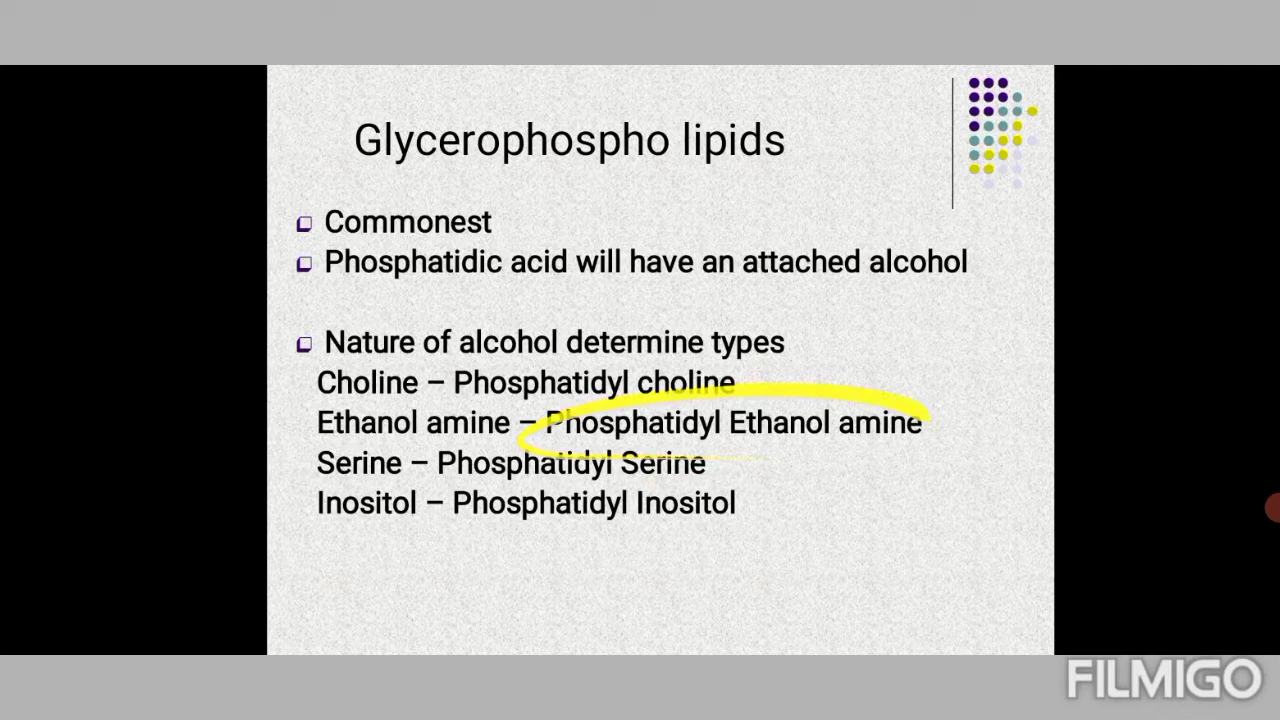 Glycerophospho lipids
Commonest
Phosphatidic acid will have an attached alcohol
Nature of alcohol determine types
Choline – Phosphatidyl choline
Ethanol amine – Phosphatidyl Ethanol amine
Serine – Phosphatidyl Serine
Inositol – Phosphatidyl Inositol
FILMIGO